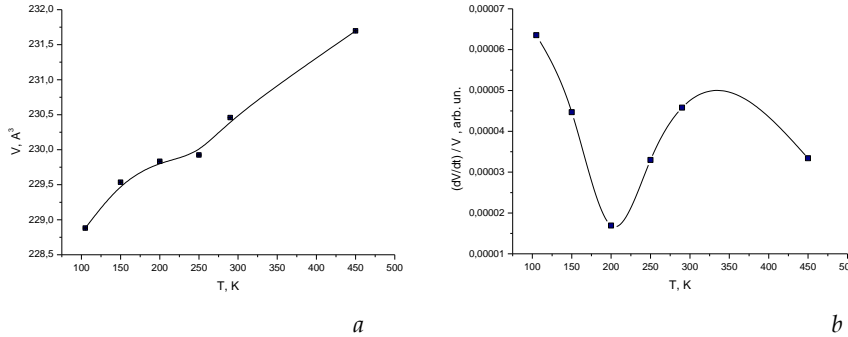 232,0
231,5
231,0
230,5
230,0
229,5
229,0
228,5
V, A³
100 150 200 250 300 350 400 450 500
T, K
a
0,00007
0,00006
0,00005
0,00004
0,00003
0,00002
0,00001
(dV/dt) / V , arb. un.
100 150 200 250 300 350 400 450 500
T, K
b